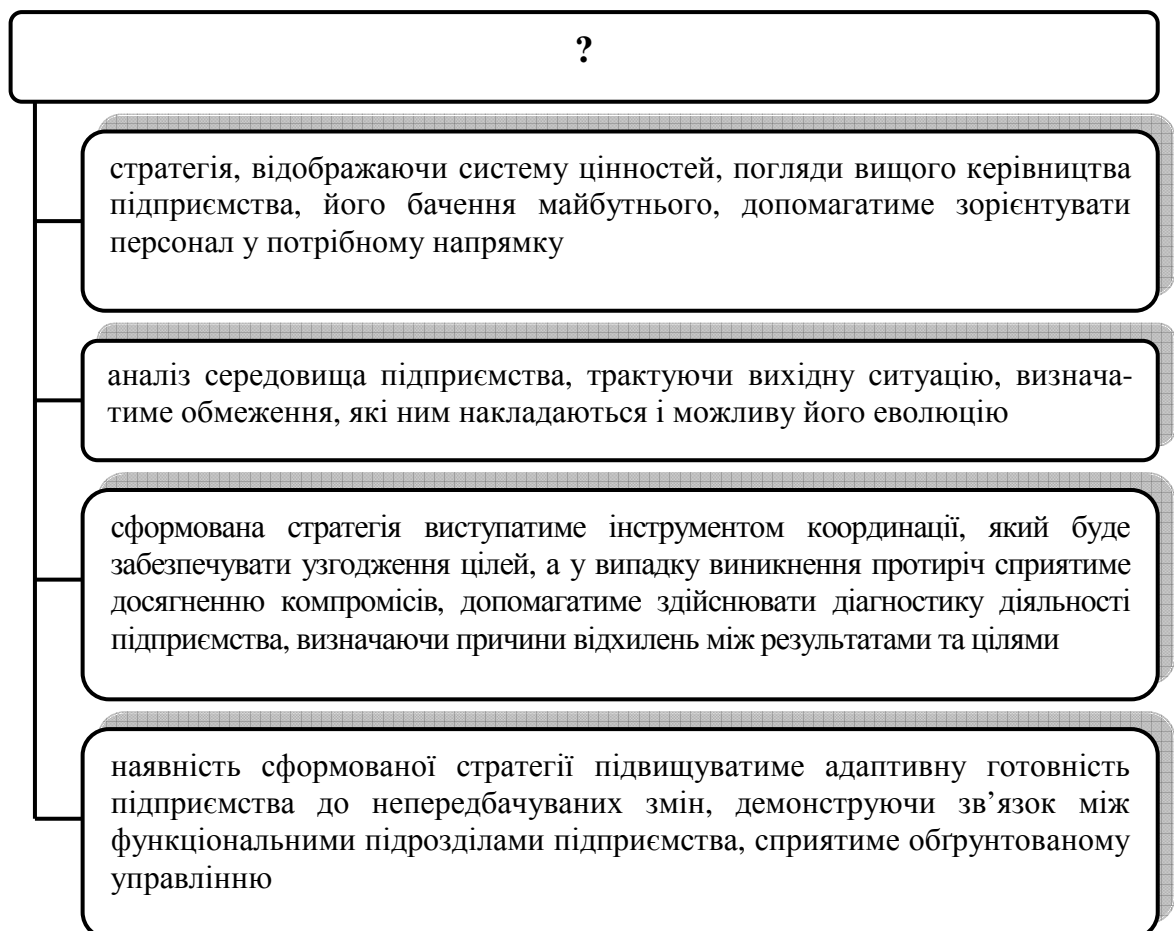 ?
стратегія, відображаючи систему цінностей, погляди вищого керівництва
підприємства, його бачення майбутнього, допомагатиме зорієнтувати
персонал у потрібному напрямку
аналіз середовища підприємства, трактуючи вихідну ситуацію, визнача-
тиме обмеження, які ним накладаються і можливу його еволюцію
сформована стратегія виступатиме інструментом координації, який буде
забезпечувати узгодження цілей, а у випадку виникнення протиріч сприятиме
досягненню компромісів, допомагатиме здійснювати діагностику діяльності
підприємства, визначаючи причини відхилень між результатами та цілями
наявність сформованої стратегії підвищуватиме адаптивну готовність
підприємства до непередбачуваних змін, демонструючи зв’язок між
функціональними підрозділами підприємства, сприятиме обґрунтованому
управлінню